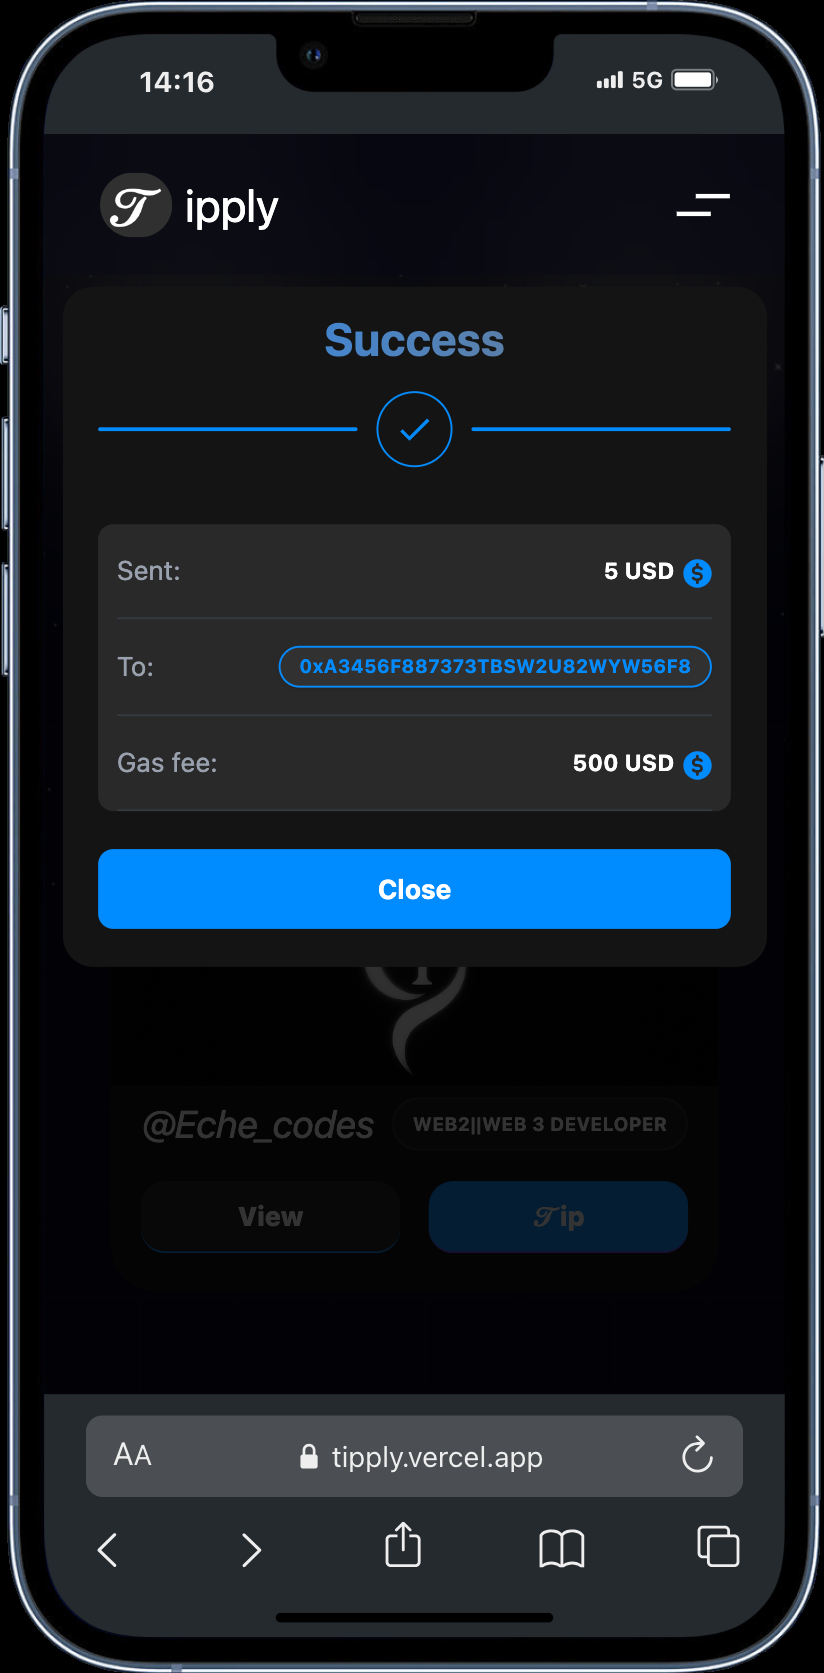 14:16 5G
𝒯 ipply
Success
Sent: 5 USD
To: 0xA3456F887373TBSW2U82WYW56F8
Gas fee: 500 USD
Close
@Eche_codes WEB2||WEB 3 DEVELOPER
View 𝒯ip
AA tipply.vercel.app